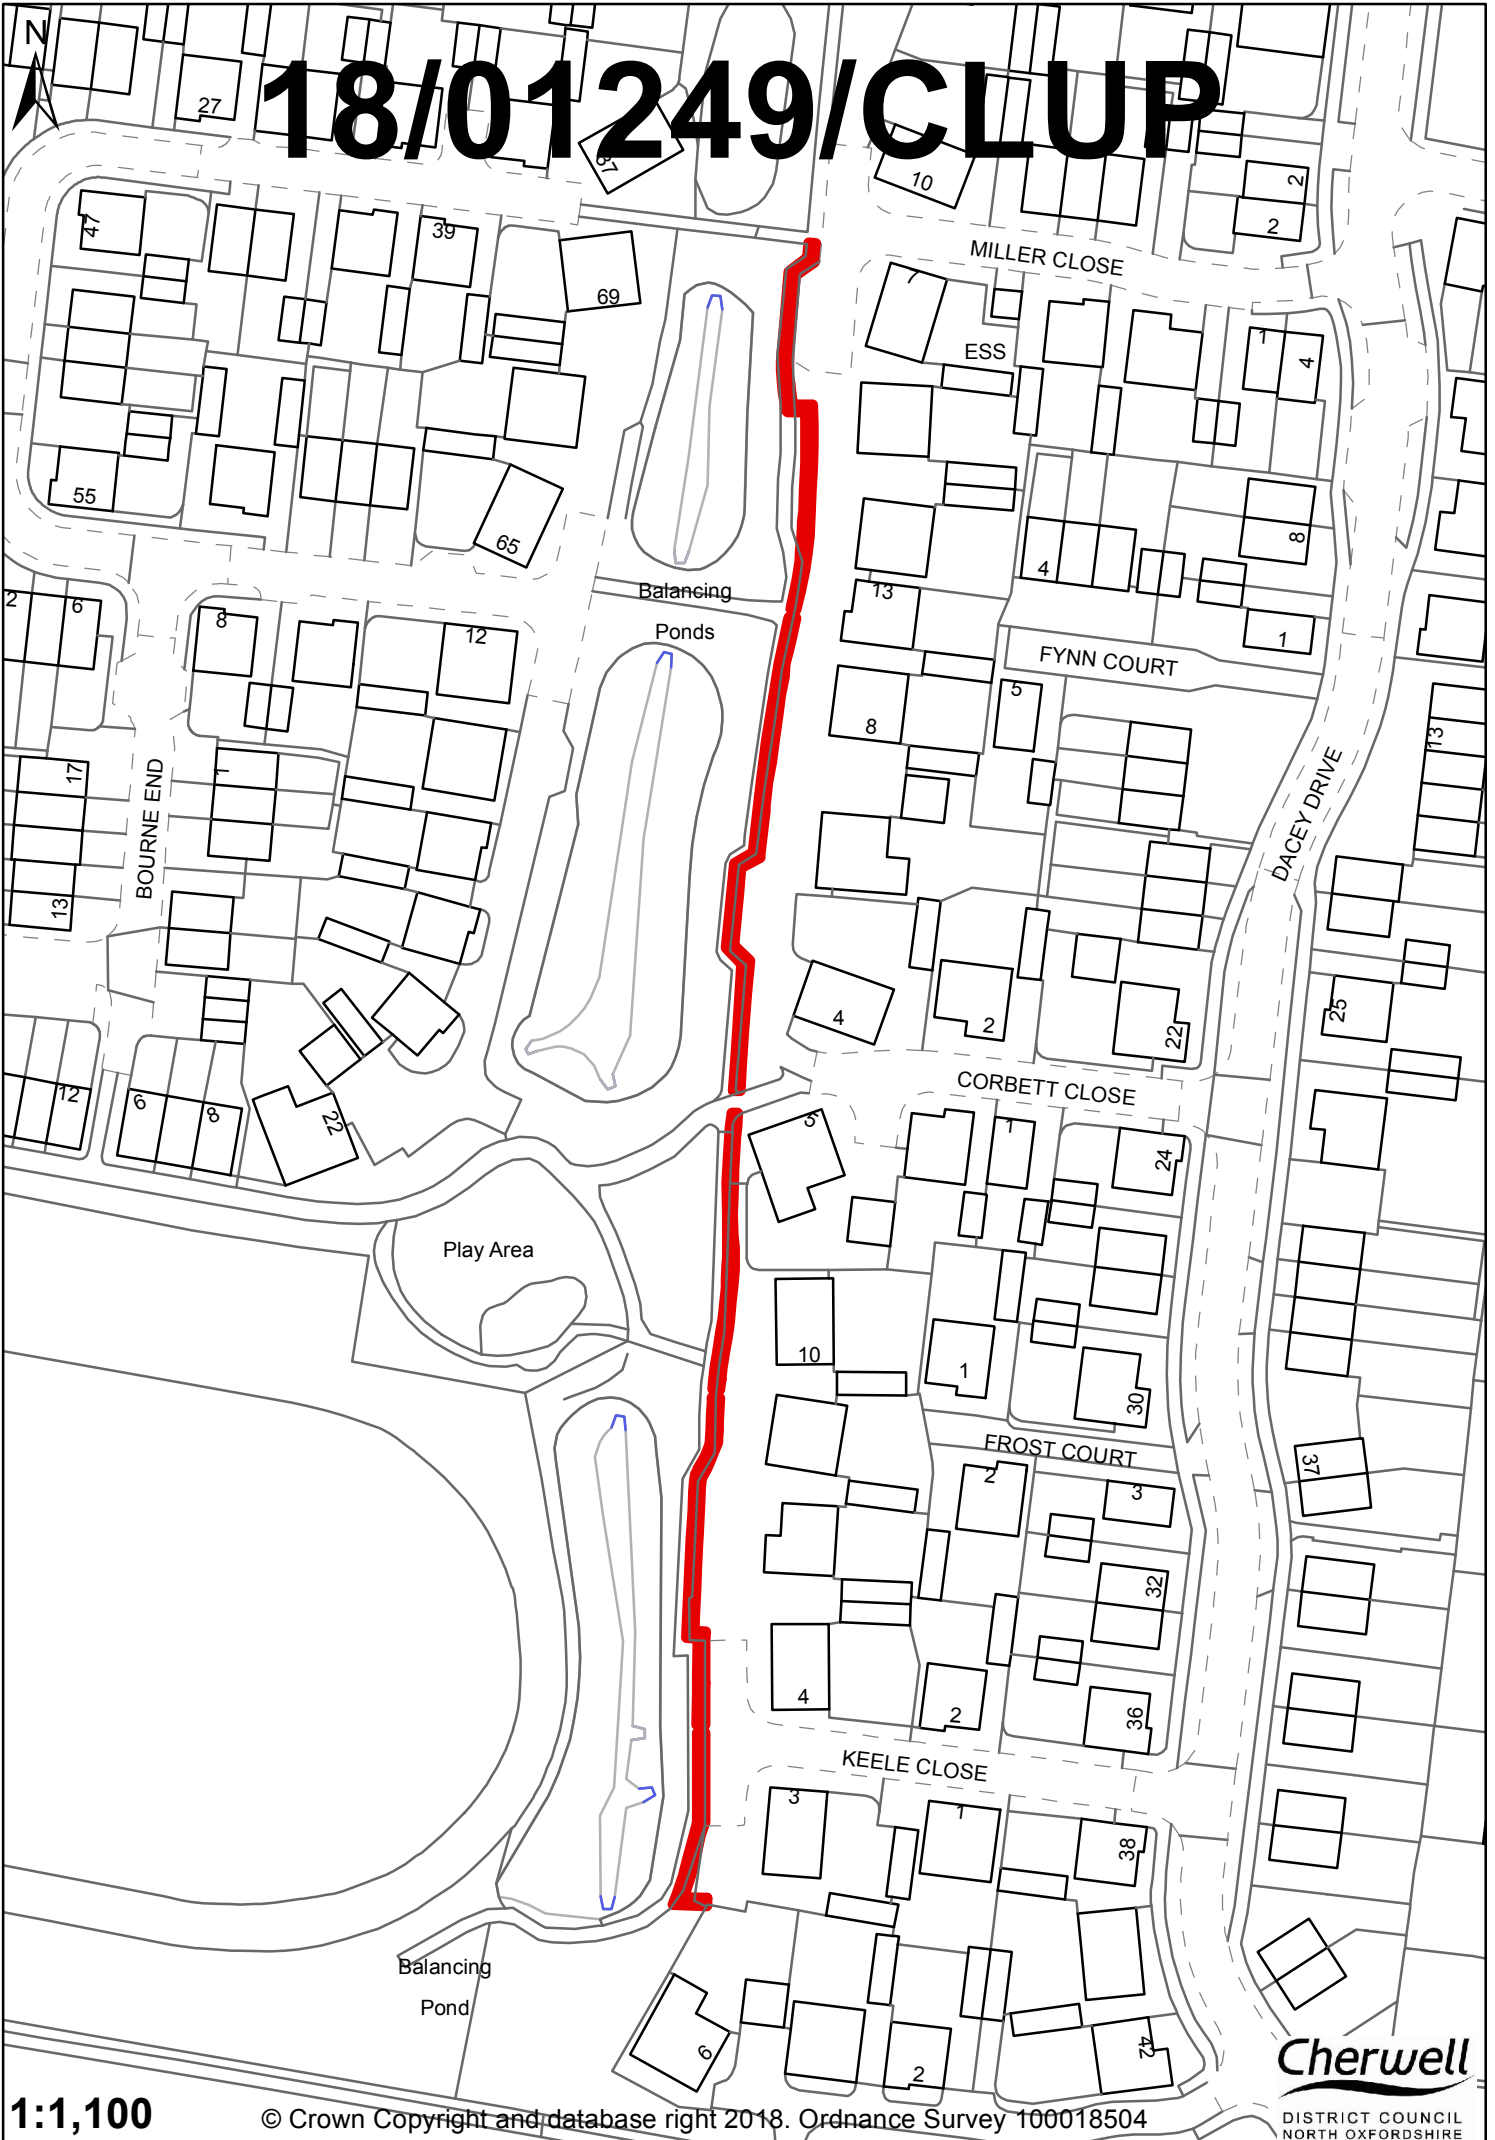 N
18/01249/CLUP
27
37
10
2
2
47
39
69
MILLER CLOSE
7
ESS
1
4
55
65
4
8
Balancing
Ponds
13
1
2
6
8
12
FYNN COURT
5
8
13
17
1
BOURNE END
DACEY DRIVE
13
4
2
22
25
CORBETT CLOSE
12
6
8
22
5
1
24
Play Area
10
1
30
FROST COURT
37
2
3
32
4
2
36
KEELE CLOSE
3
1
38
Balancing
Pond
6
2
42
Cherwell
DISTRICT COUNCIL
NORTH OXFORDSHIRE
1:1,100
© Crown Copyright and database right 2018. Ordnance Survey 100018504